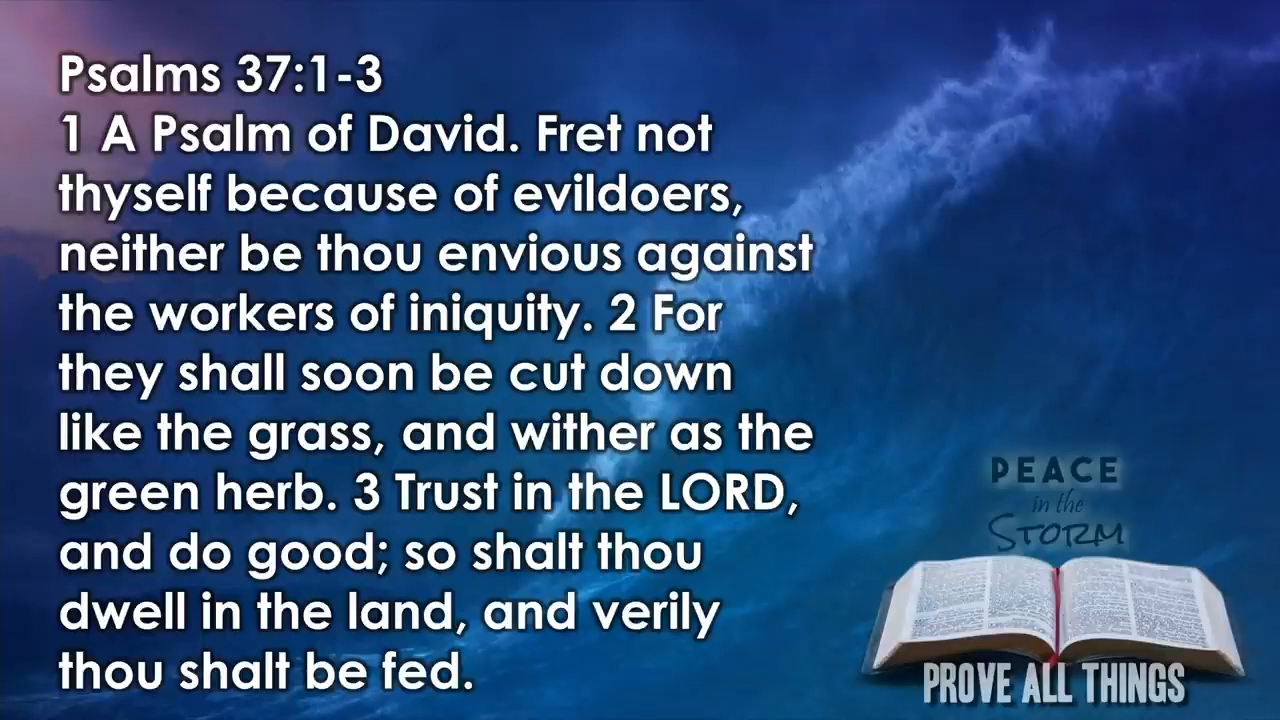 Psalms 37:1-3
1 A Psalm of David. Fret not
thyself because of evildoers,
neither be thou envious against
the workers of iniquity. 2 For
they shall soon be cut down
like the grass, and wither as the
green herb. 3 Trust in the LORD,
and do good; so shalt thou
dwell in the land, and verily
thou shalt be fed.
PEACE
in the
STORM
PROVE ALL THINGS